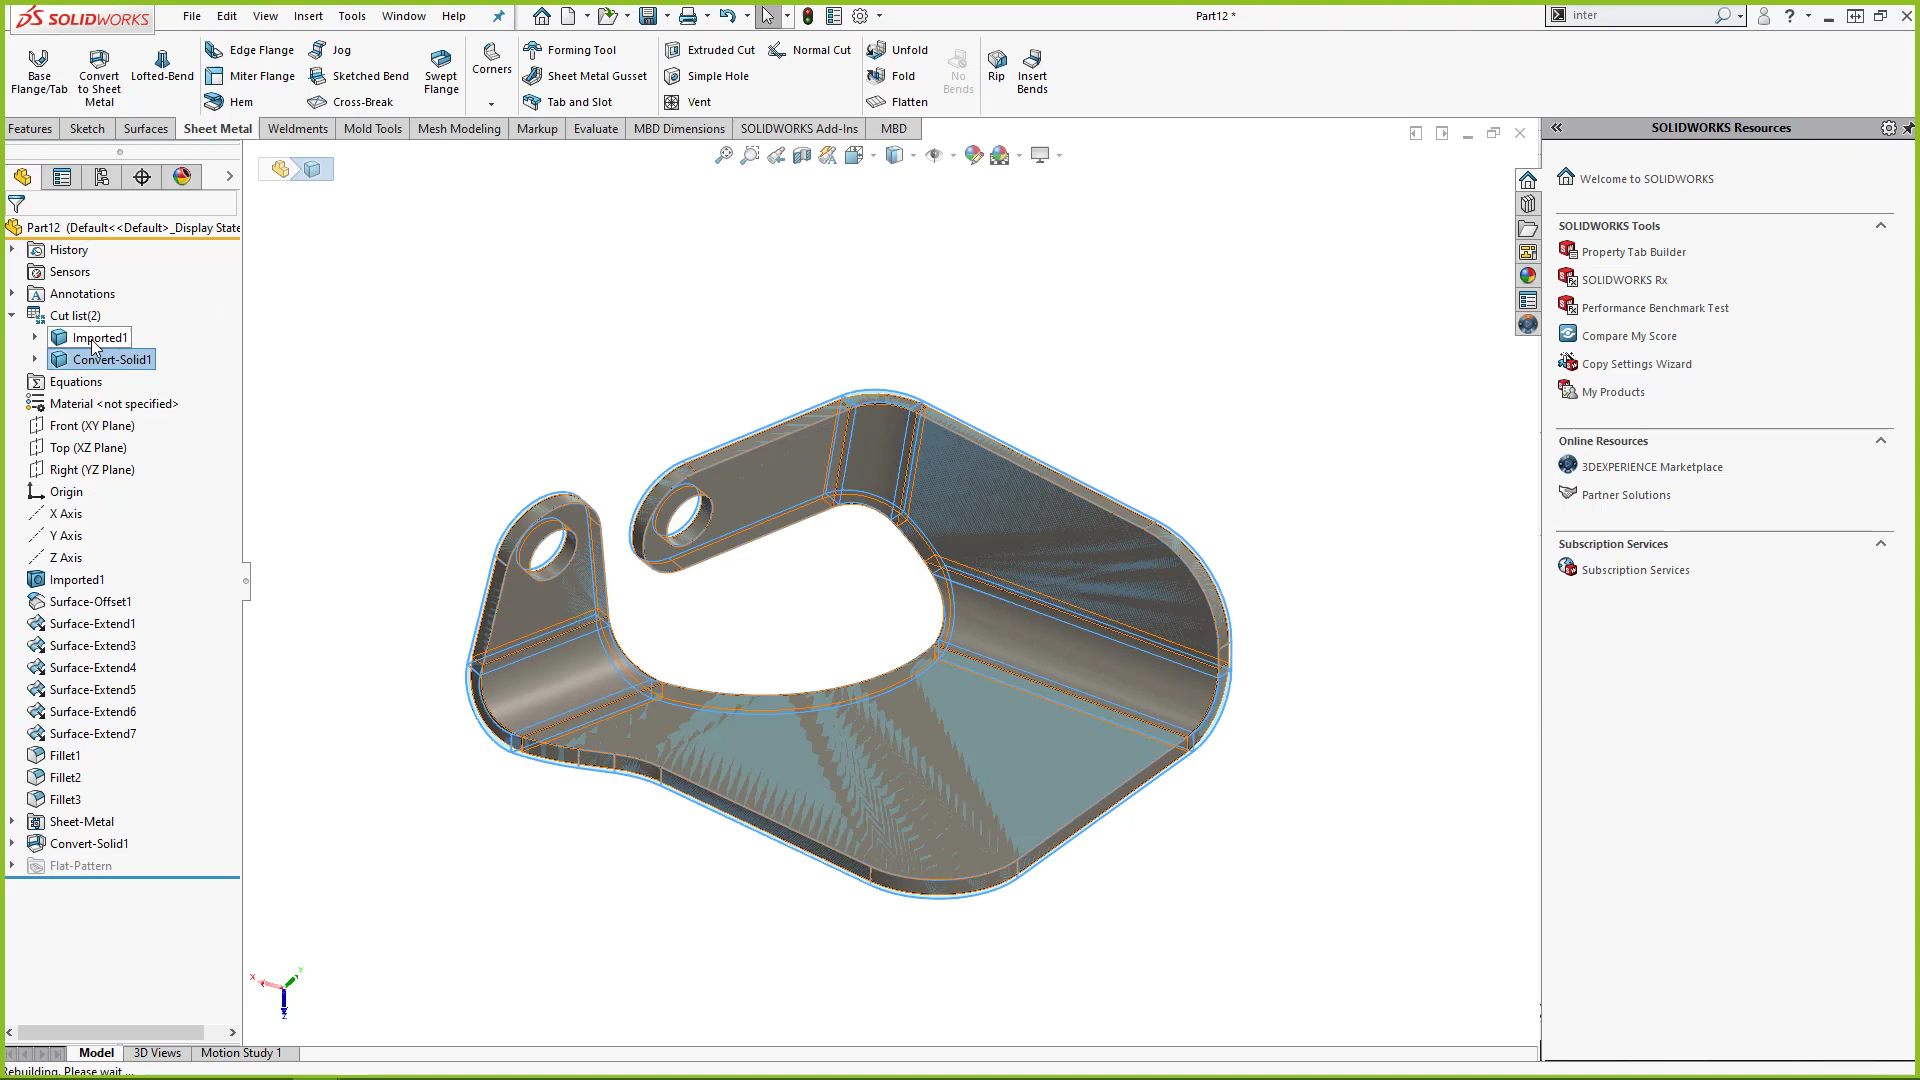 SOLIDWORKS
File Edit View Insert Tools Window Help
Part12 *
inter
Base Flange/Tab
Convert to Sheet Metal
Lofted-Bend
Edge Flange
Miter Flange
Hem
Jog
Sketched Bend
Cross-Break
Swept Flange
Corners
Forming Tool
Sheet Metal Gusset
Tab and Slot
Extruded Cut
Simple Hole
Vent
Normal Cut
Unfold
Fold
Flatten
No Bends
Rip
Insert Bends
Features Sketch Surfaces Sheet Metal Weldments Mold Tools Mesh Modeling Markup Evaluate MBD Dimensions SOLIDWORKS Add-Ins MBD
Part12 (Default<<Default>_Display State
History
Sensors
Annotations
Cut list(2)
Imported1
Convert-Solid1
Equations
Material <not specified>
Front (XY Plane)
Top (XZ Plane)
Right (YZ Plane)
Origin
X Axis
Y Axis
Z Axis
Imported1
Surface-Offset1
Surface-Extend1
Surface-Extend3
Surface-Extend4
Surface-Extend5
Surface-Extend6
Surface-Extend7
Fillet1
Fillet2
Fillet3
Sheet-Metal
Convert-Solid1
Flat-Pattern
X
Y
Z
Model 3D Views Motion Study 1
Rebuilding. Please wait ...
SOLIDWORKS Resources
Welcome to SOLIDWORKS
SOLIDWORKS Tools
Property Tab Builder
SOLIDWORKS Rx
Performance Benchmark Test
Compare My Score
Copy Settings Wizard
My Products
Online Resources
3DEXPERIENCE Marketplace
Partner Solutions
Subscription Services
Subscription Services